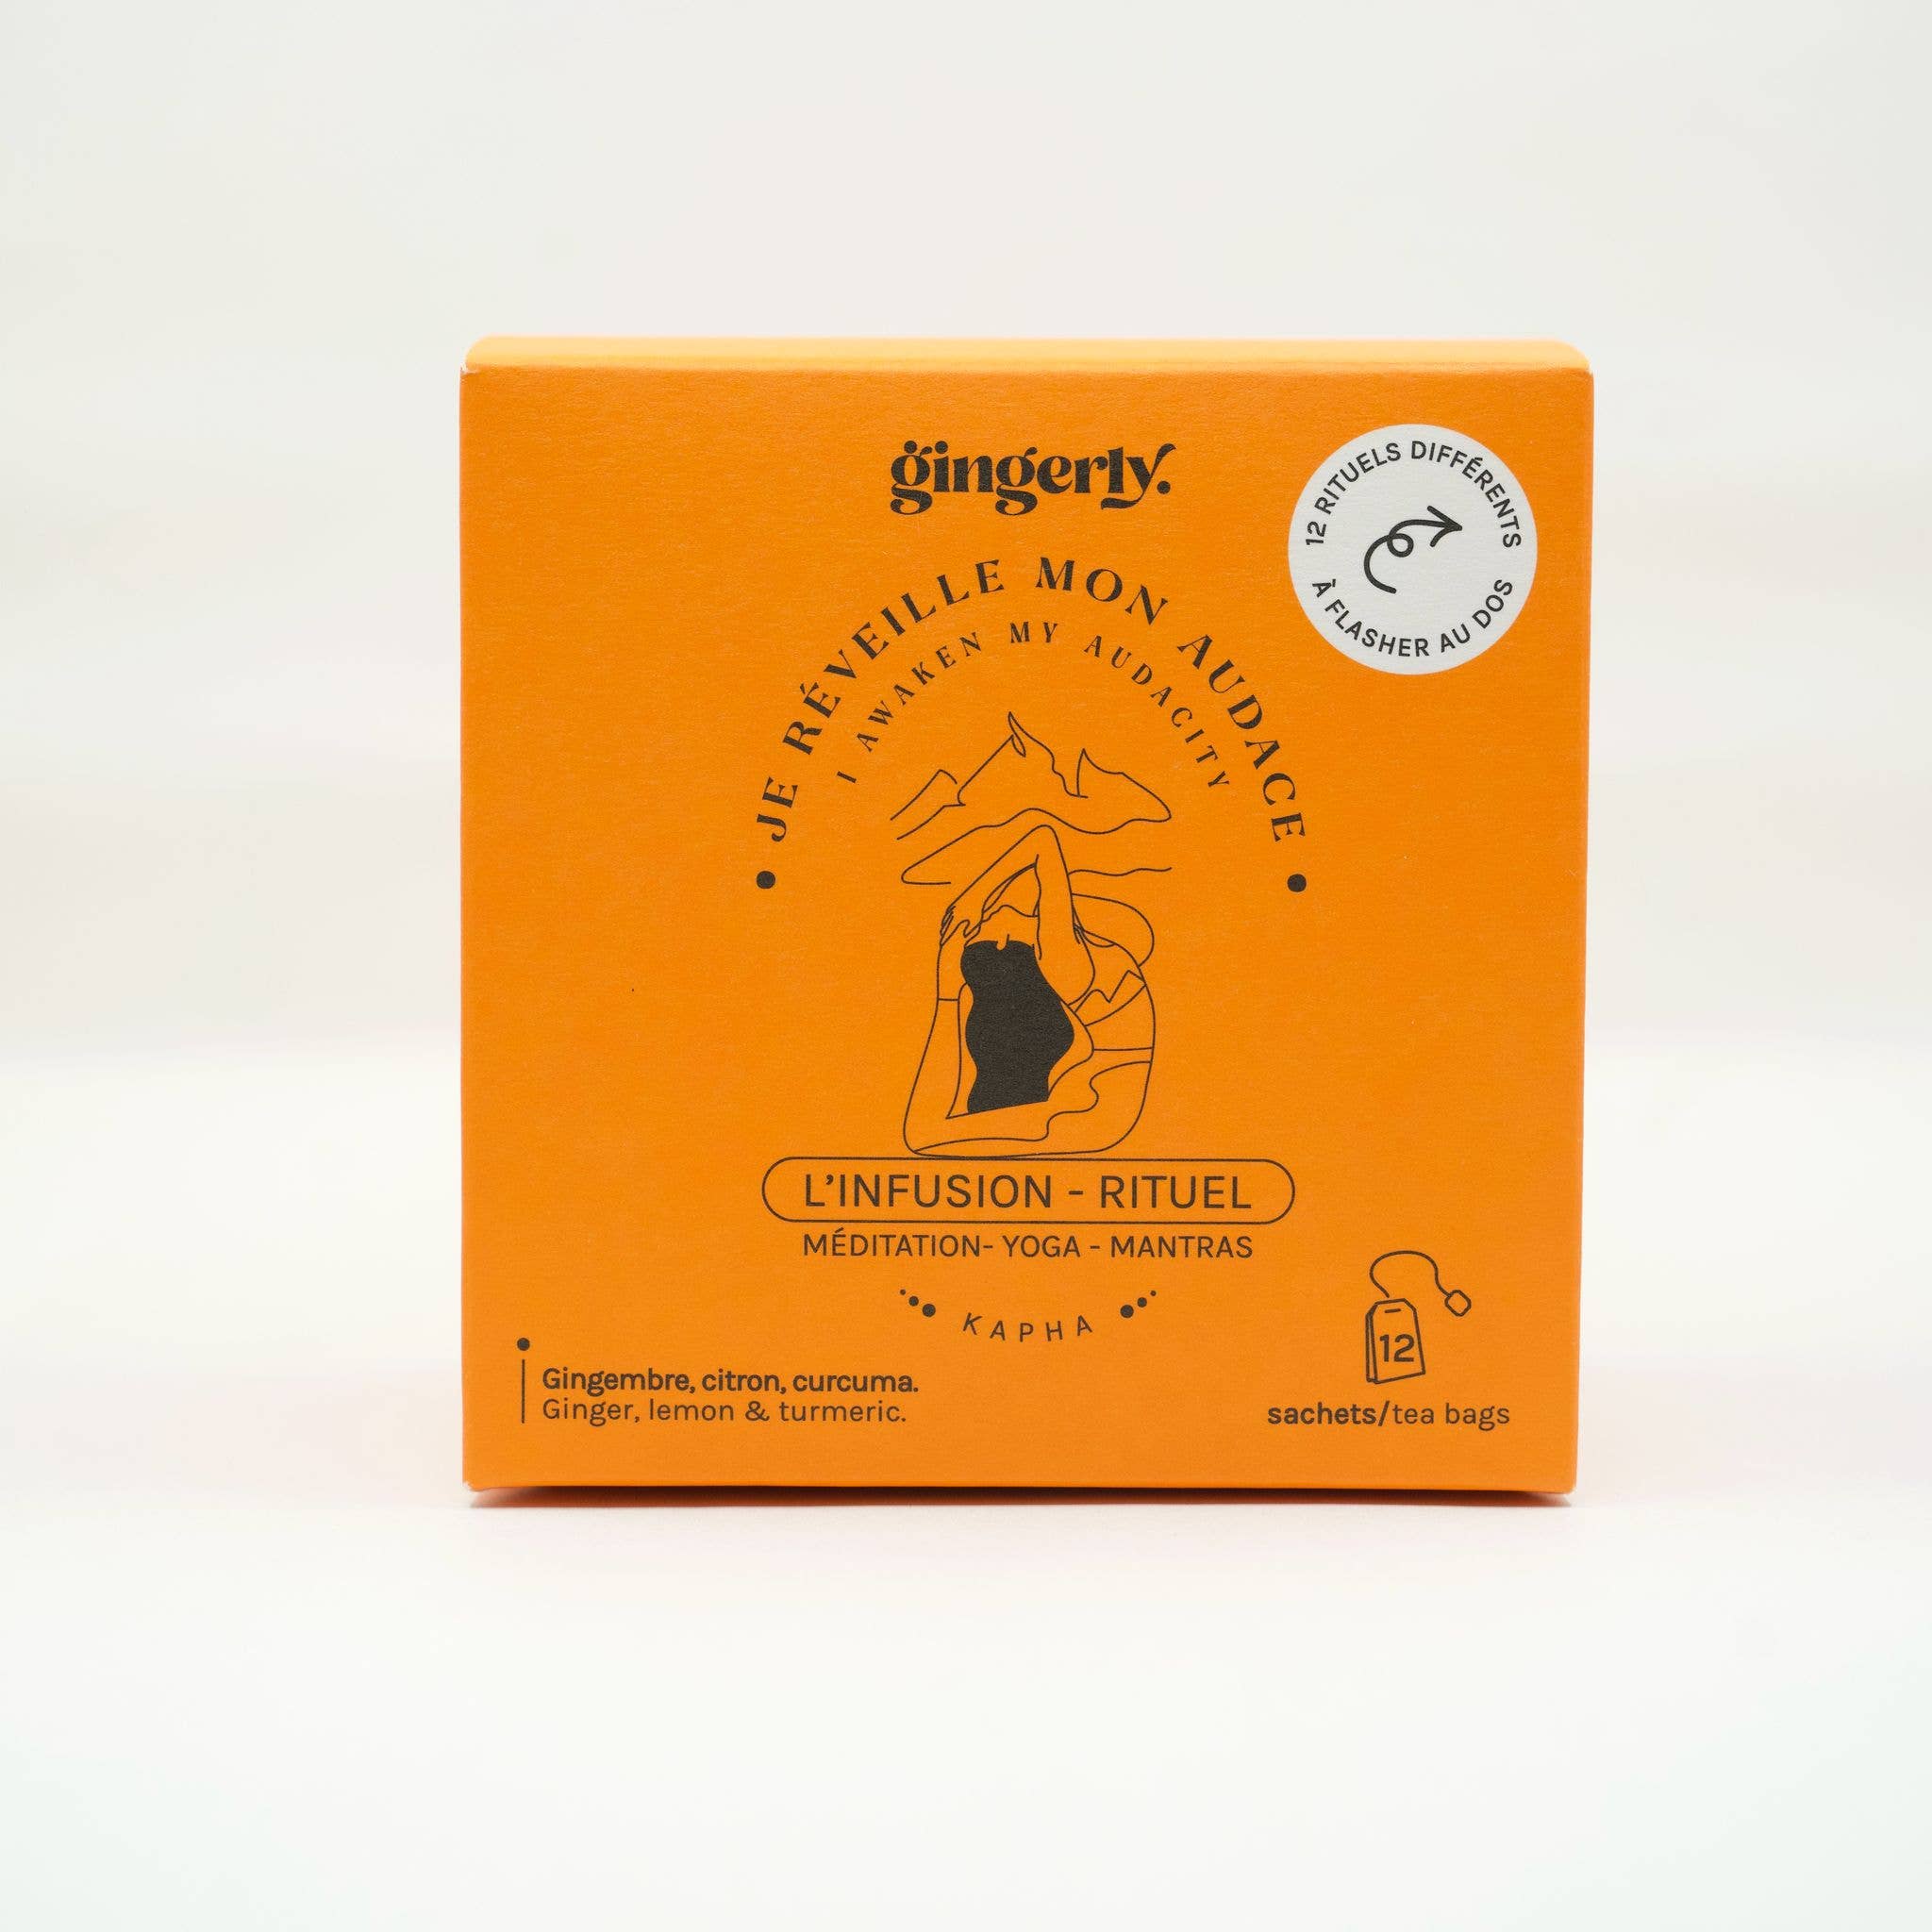 gingerly.
12 RITUELS DIFFÉRENTS
À FLASHER AU DOS
• JE RÉVEILLE MON AUDACE •
I AWAKEN MY AUDACITY
L'INFUSION - RITUEL
MÉDITATION- YOGA - MANTRAS
KAPHA
12
Gingembre, citron, curcuma.
Ginger, lemon & turmeric.
sachets/tea bags